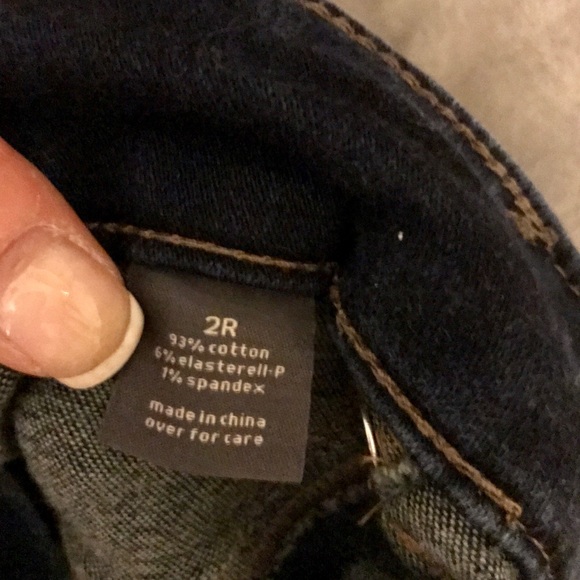 2R
93% cotton
6% elasterell-P
1% spandex
made in china
over for care